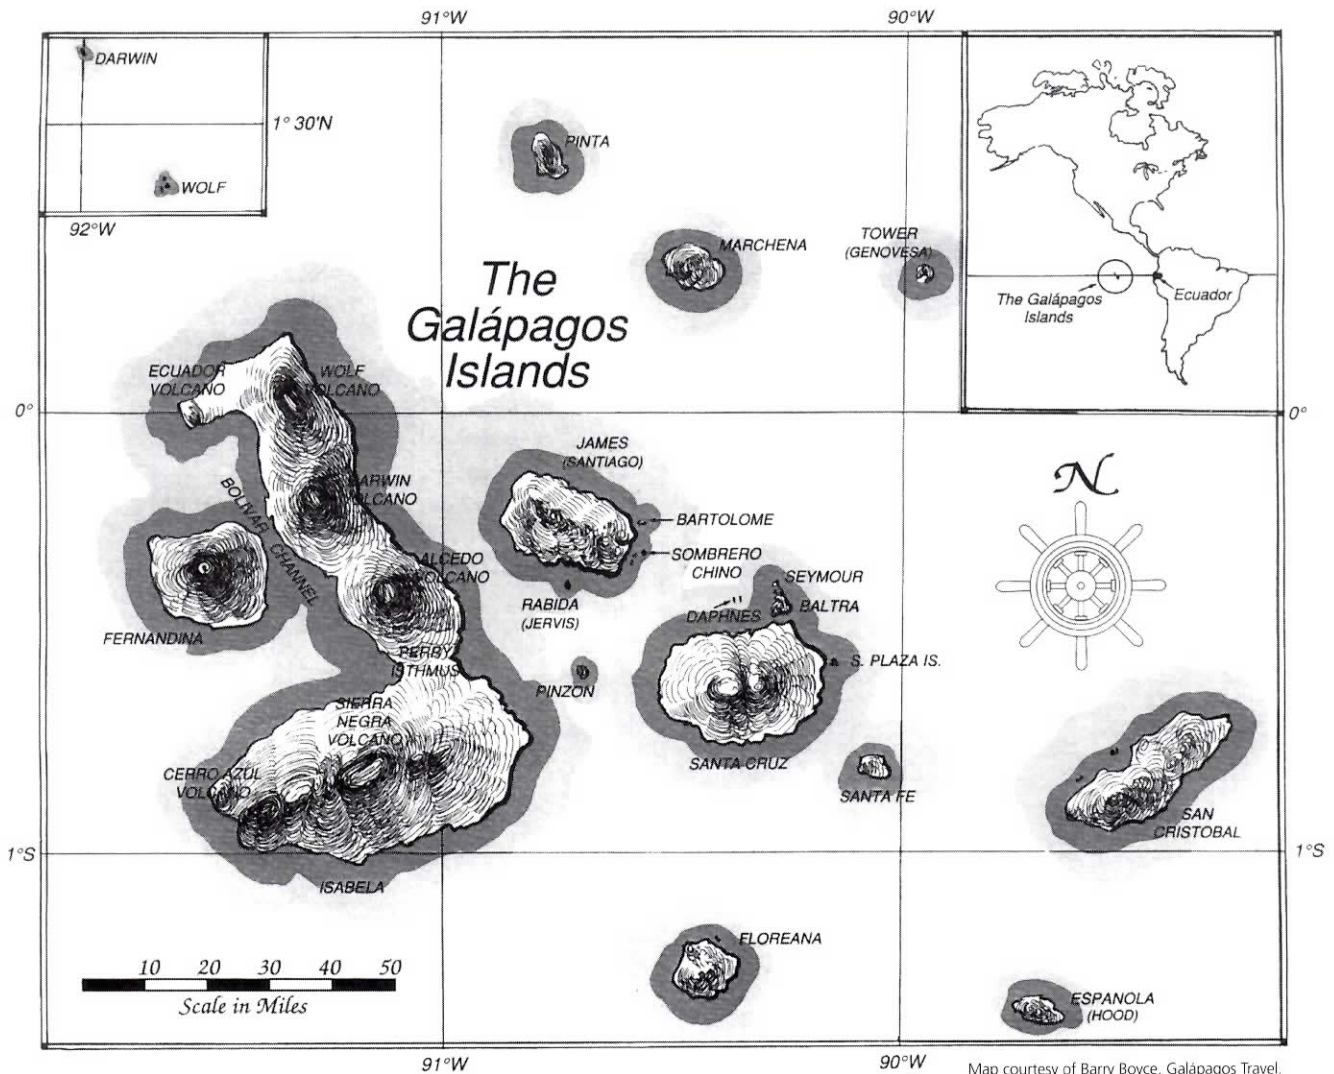 91°W
90°W
DARWIN
1° 30'N
WOLF
92°W
PINTA
MARCHENA
TOWER
(GENOVESA)
The Galápagos
Islands
Ecuador
The
Galápagos
Islands
ECUADOR
VOLCANO
WOLF
VOLCANO
0°
0°
JAMES
(SANTIAGO)
N
DARWIN
VOLCANO
BOLIVAR CHANNEL
BARTOLOME
SOMBRERO
CHINO
ALCEDO
VOLCANO
SEYMOUR
RABIDA
(JERVIS)
DAPHNES
BALTRA
FERNANDINA
PERRY
ISTHMUS
S. PLAZA IS.
PINZON
SIERRA
NEGRA
VOLCANO
SANTA CRUZ
CERRO AZUL
VOLCANO
SANTA FE
SAN
CRISTOBAL
1°S
1°S
ISABELA
FLOREANA
10 20 30 40 50
Scale in Miles
ESPANOLA
(HOOD)
91°W
90°W
Map courtesy of Barry Boyce, Galápagos Travel.